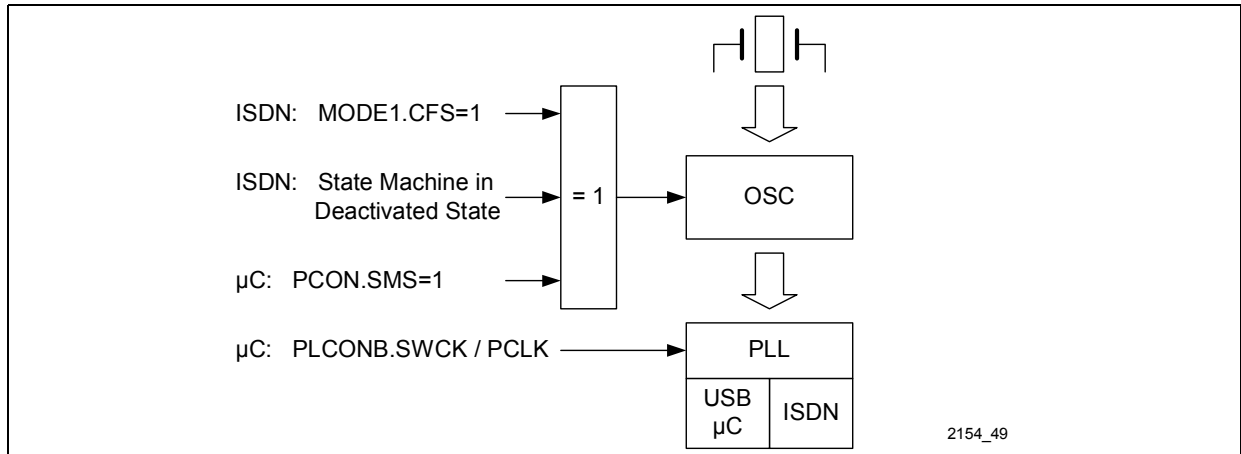 ISDN: MODE1.CFS=1
ISDN: State Machine in
Deactivated State
= 1
OSC
µC: PCON.SMS=1
µC: PLCONB.SWCK / PCLK
PLL
USB
µC
ISDN
2154_49